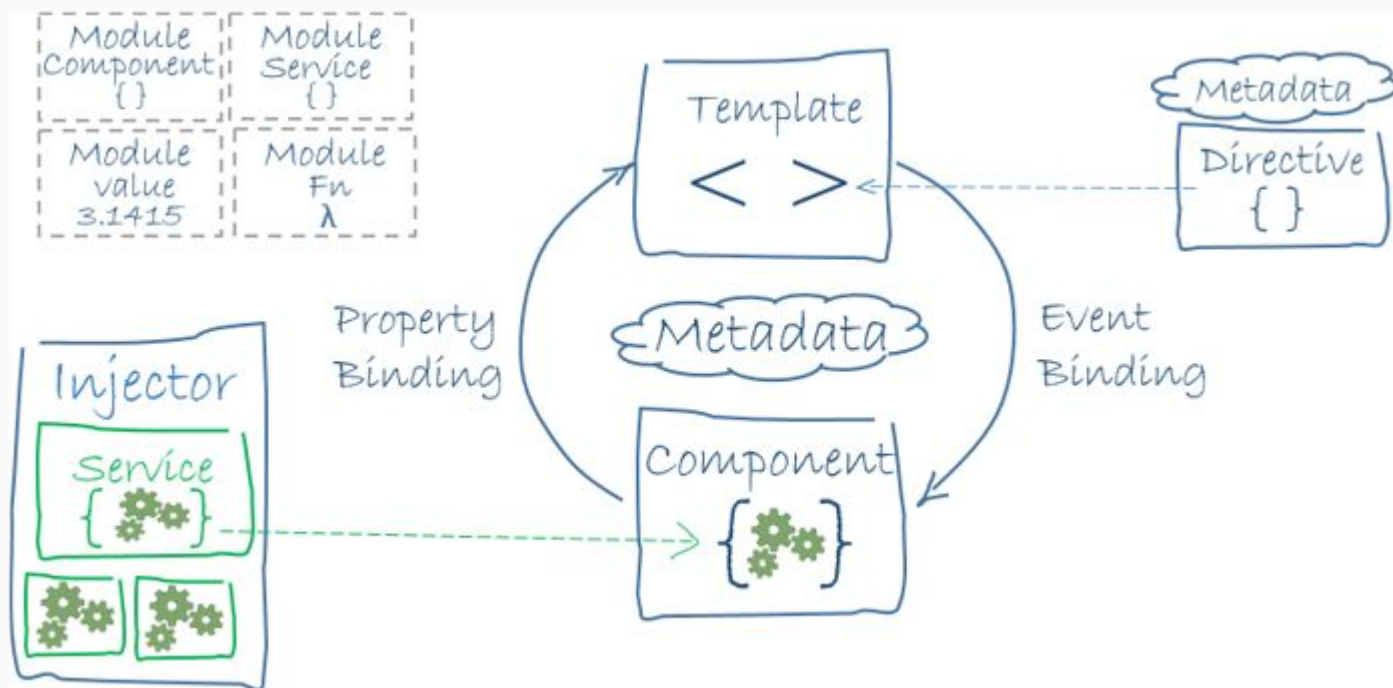 Module
Component
{ }
Module
Service
{ }
Module
value
3.1415
Module
Fn
λ
Template
< >
Metadata
Directive
{ }
Property
Binding
Metadata
Event
Binding
Injector
Service
{ }
Component
{ }